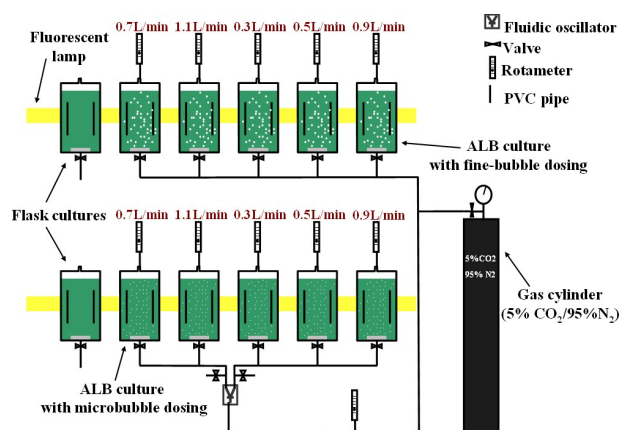 0.7L/min 1.1L/min 0.3L/min 0.5L/min 0.9L/min
Fluidic oscillator
Valve
Rotameter
PVC pipe
Fluorescent
lamp
ALB culture
with fine-bubble dosing
Flask cultures
0.7L/min 1.1L/min 0.3L/min 0.5L/min 0.9L/min
5%CO2
95% N2
Gas cylinder
(5% CO₂/95%N₂)
ALB culture
with microbubble dosing